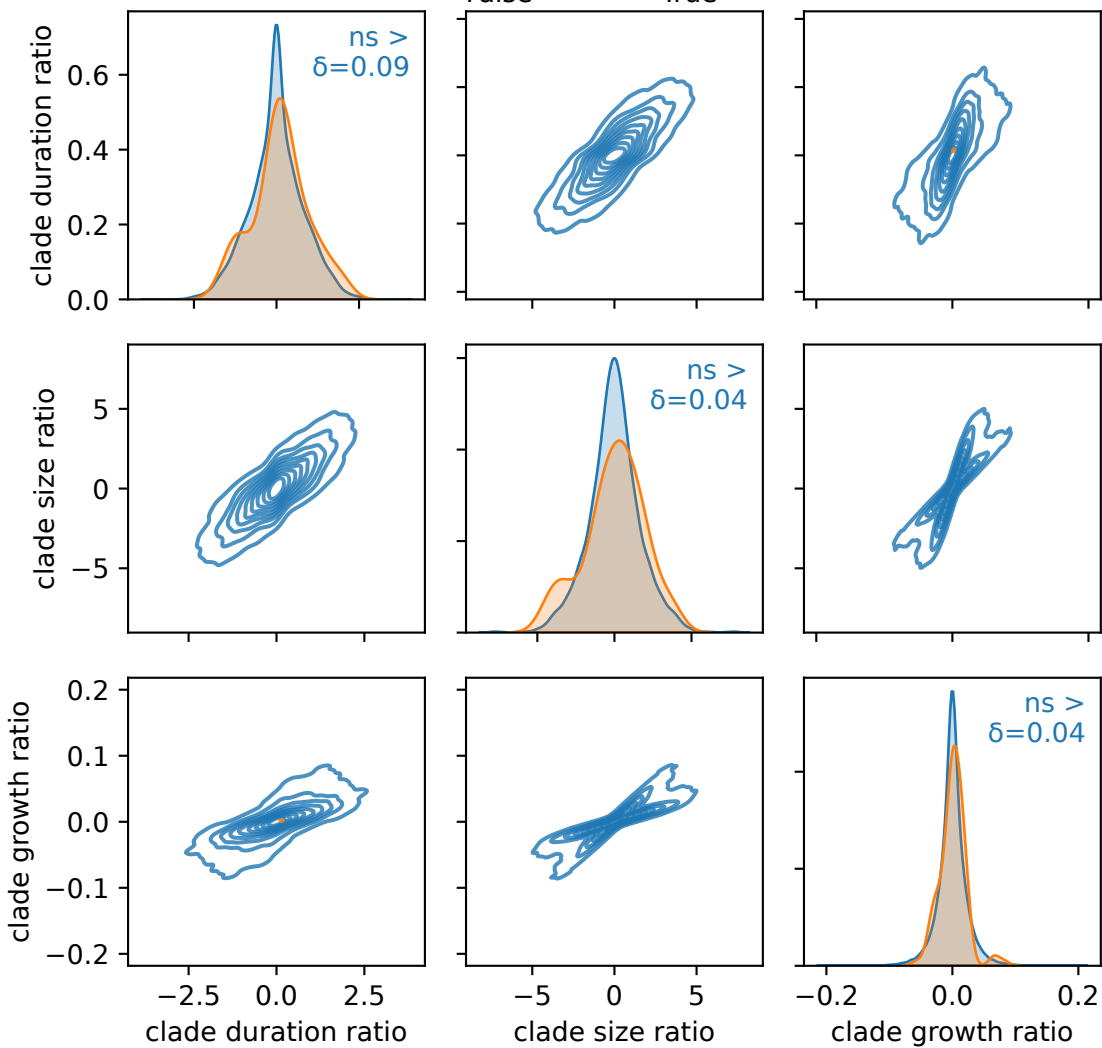 clade duration ratio
0.6
0.4
0.2
0.0
ns >
δ=0.09
clade size ratio
5
0
−5
ns >
δ=0.04
clade growth ratio
0.2
0.1
0.0
−0.1
−0.2
ns >
δ=0.04
−2.5 0.0 2.5
clade duration ratio
−5 0 5
clade size ratio
−0.2 0.0 0.2
clade growth ratio